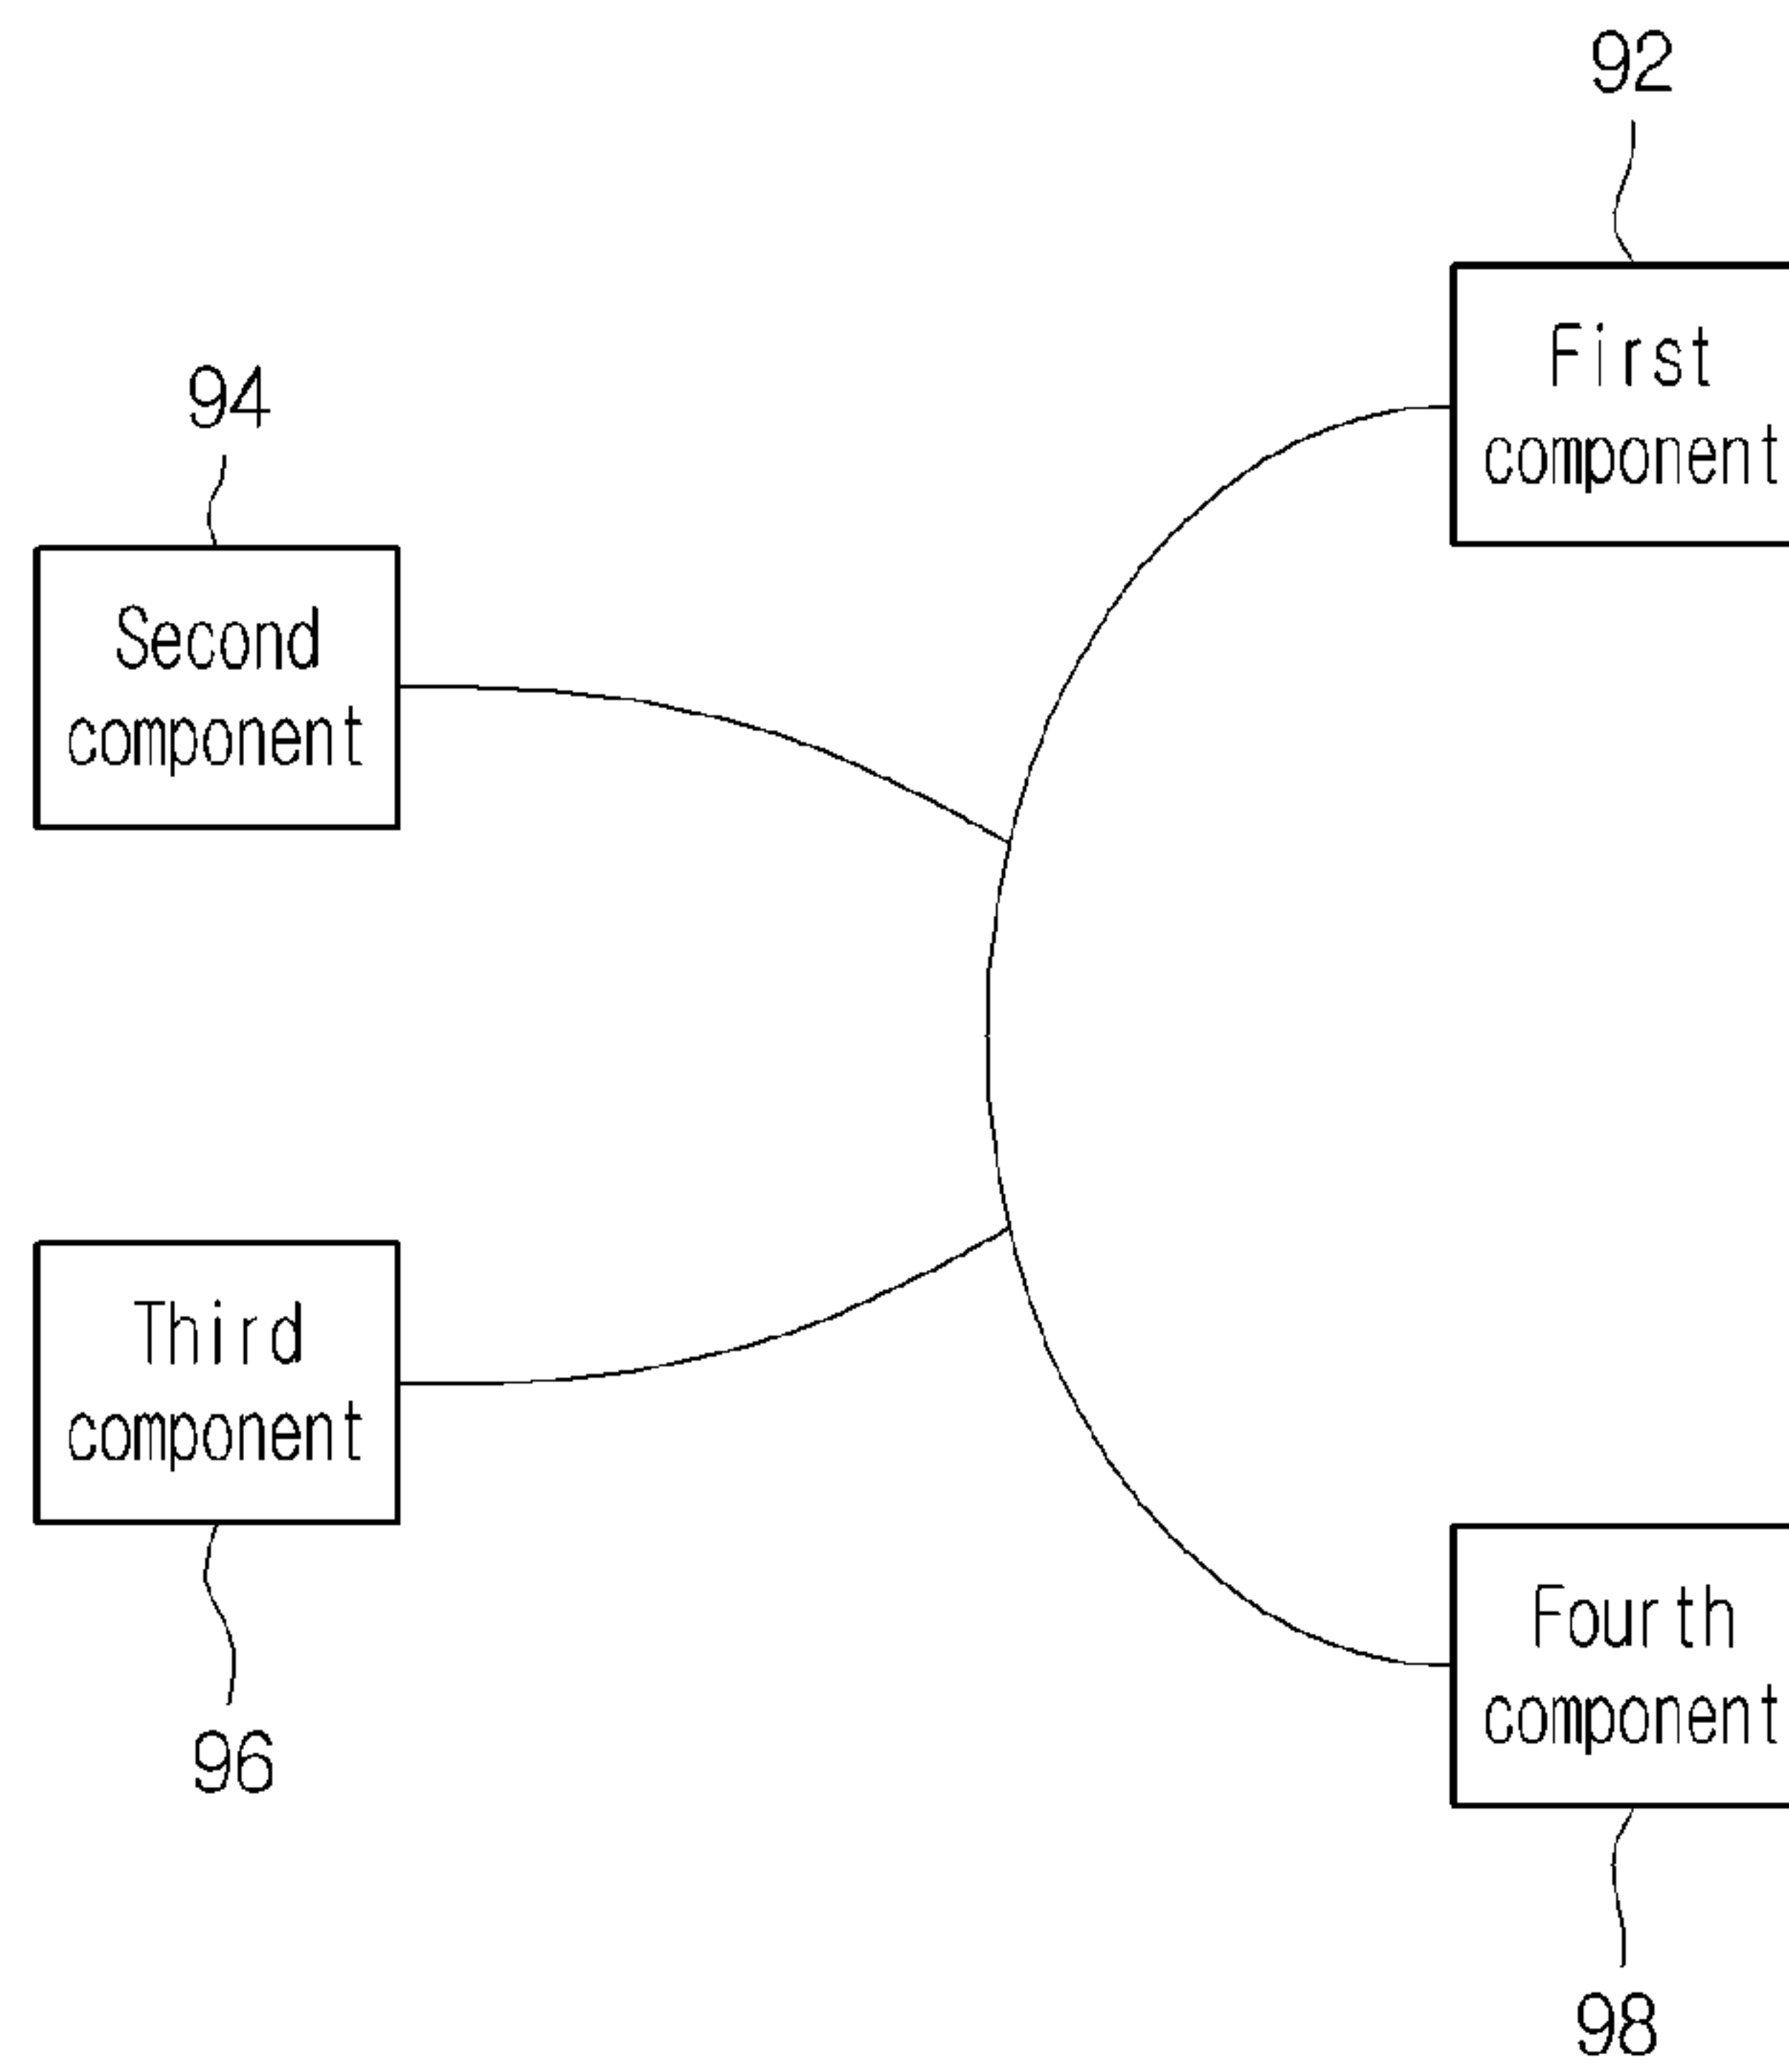 92
First
component
94
Second
component
Third
component
96
Fourth
component
98